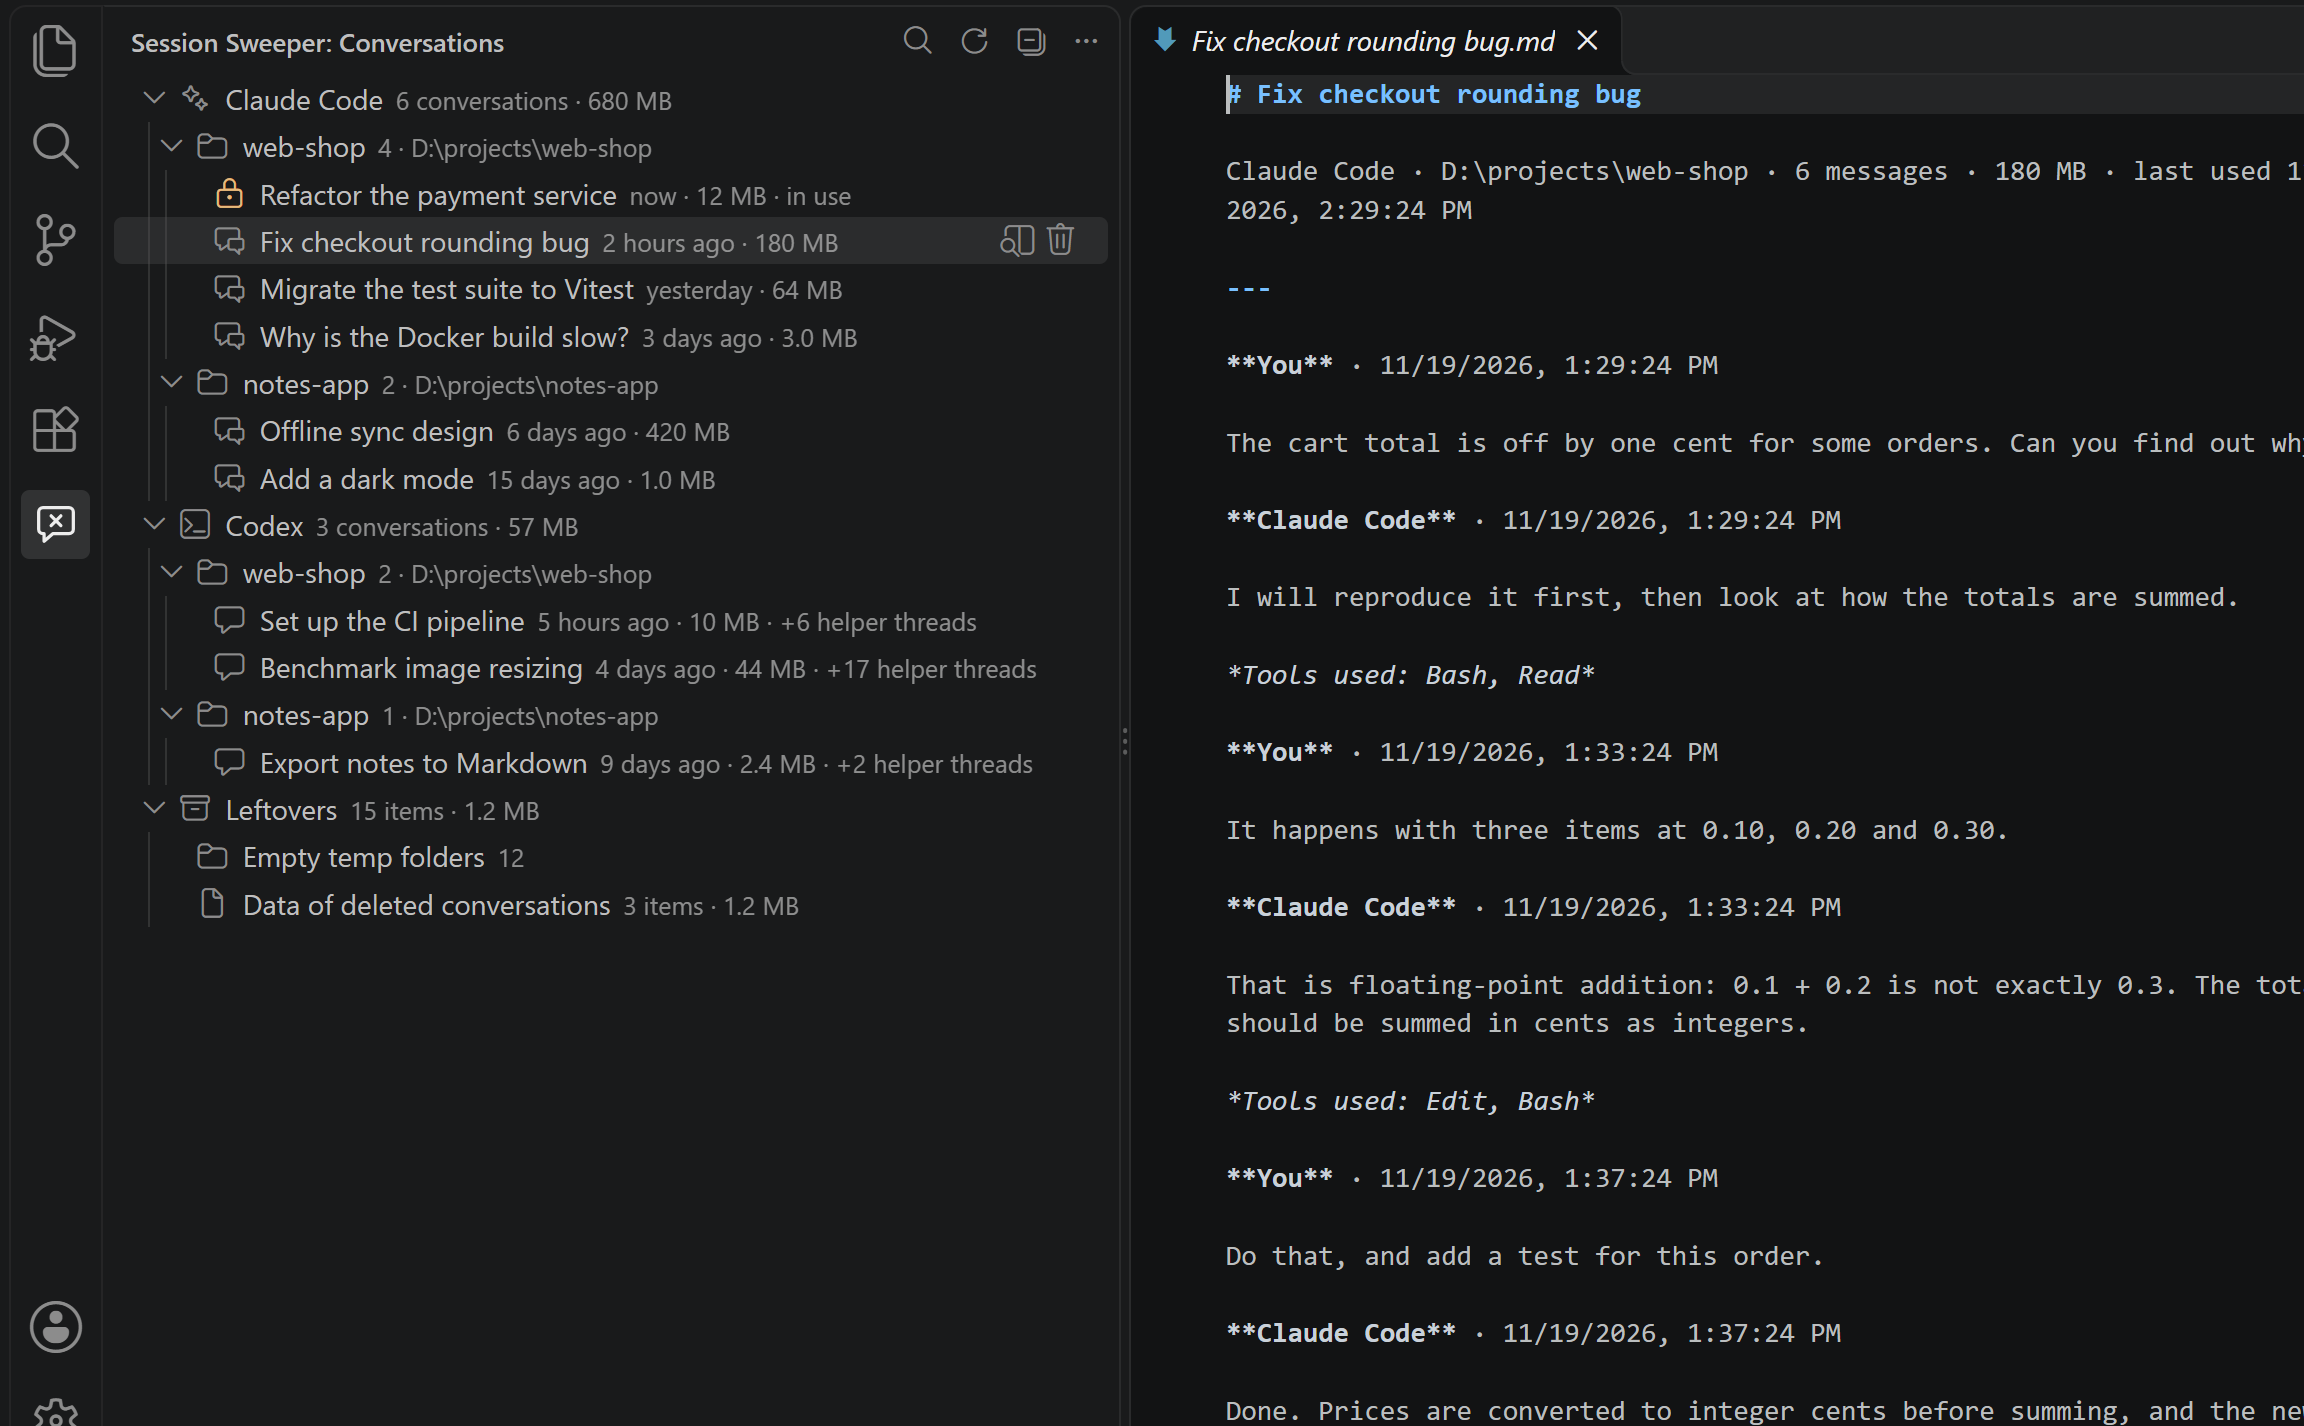 Session Sweeper: Conversations
Claude Code 6 conversations · 680 MB
web-shop 4 · D:\projects\web-shop
Refactor the payment service now · 12 MB · in use
Fix checkout rounding bug 2 hours ago · 180 MB
Migrate the test suite to Vitest yesterday · 64 MB
Why is the Docker build slow? 3 days ago · 3.0 MB
notes-app 2 · D:\projects\notes-app
Offline sync design 6 days ago · 420 MB
Add a dark mode 15 days ago · 1.0 MB
Codex 3 conversations · 57 MB
web-shop 2 · D:\projects\web-shop
Set up the CI pipeline 5 hours ago · 10 MB · +6 helper threads
Benchmark image resizing 4 days ago · 44 MB · +17 helper threads
notes-app 1 · D:\projects\notes-app
Export notes to Markdown 9 days ago · 2.4 MB · +2 helper threads
Leftovers 15 items · 1.2 MB
Empty temp folders 12
Data of deleted conversations 3 items · 1.2 MB
Fix checkout rounding bug.md
# Fix checkout rounding bug
Claude Code · D:\projects\web-shop · 6 messages · 180 MB · last used 1
2026, 2:29:24 PM
---
**You** · 11/19/2026, 1:29:24 PM
The cart total is off by one cent for some orders. Can you find out
**Claude Code** · 11/19/2026, 1:29:24 PM
I will reproduce it first, then look at how the totals are summed.
*Tools used: Bash, Read*
**You** · 11/19/2026, 1:33:24 PM
It happens with three items at 0.10, 0.20 and 0.30.
**Claude Code** · 11/19/2026, 1:33:24 PM
That is floating-point addition: 0.1 + 0.2 is not exactly 0.3. The
should be summed in cents as integers.
*Tools used: Edit, Bash*
**You** · 11/19/2026, 1:37:24 PM
Do that, and add a test for this order.
**Claude Code** · 11/19/2026, 1:37:24 PM
Done. Prices are converted to integer cents before summing, and the